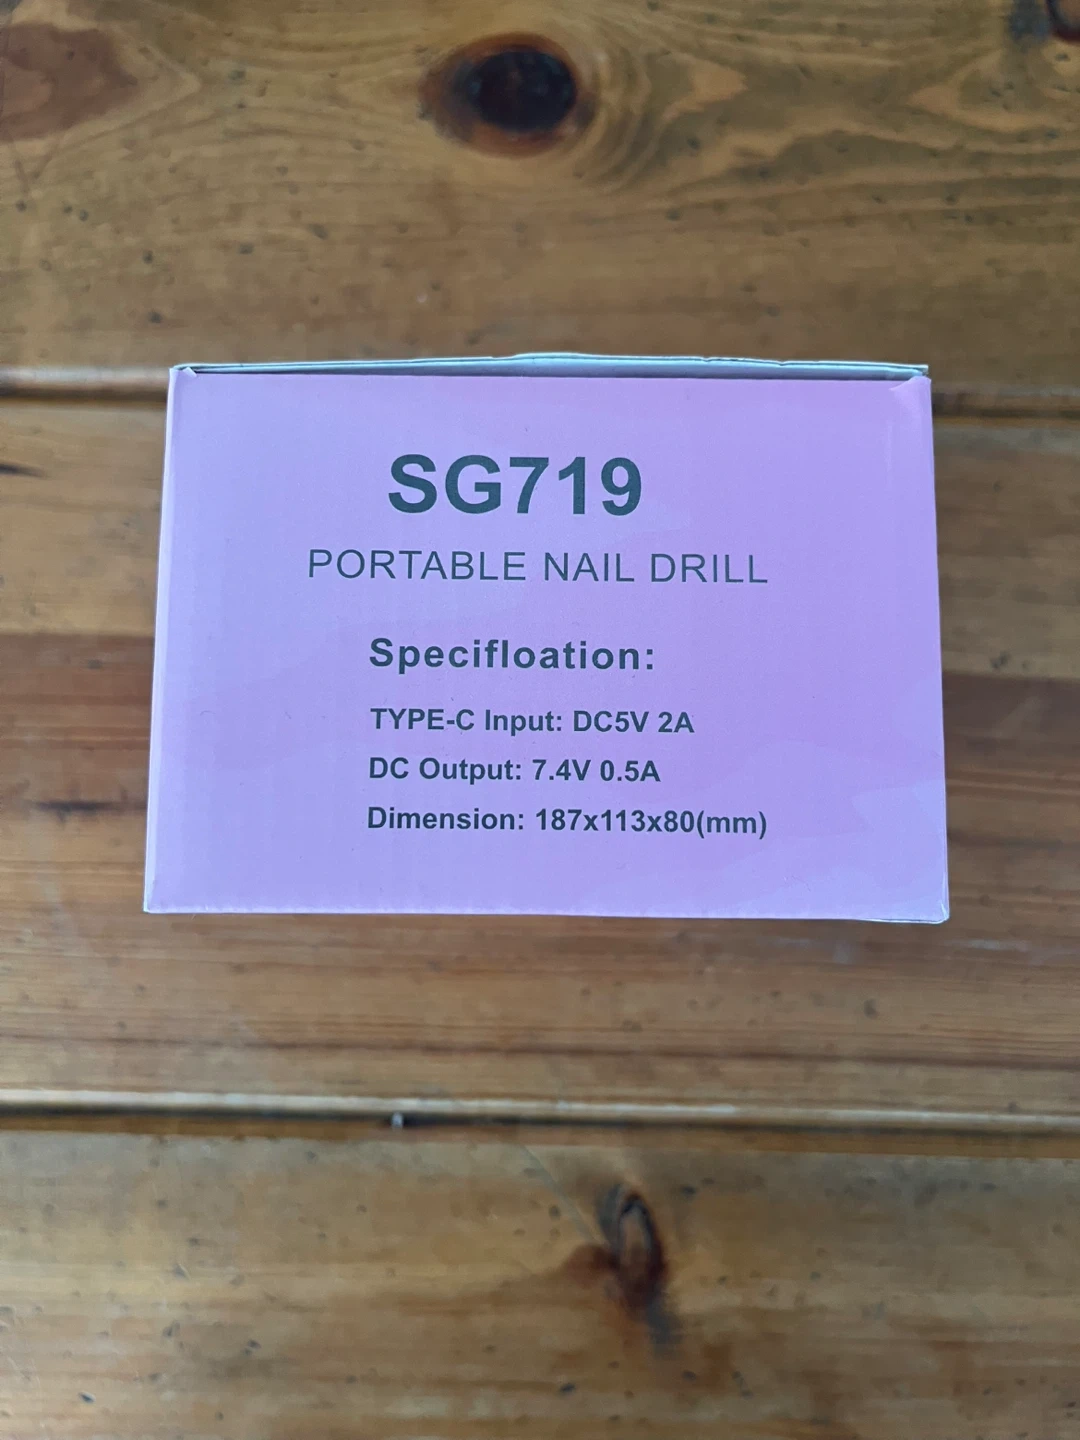 SG719
PORTABLE NAIL DRILL
Specifloation:
TYPE-C Input: DC5V 2A
DC Output: 7.4V 0.5A
Dimension: 187x113x80(mm)